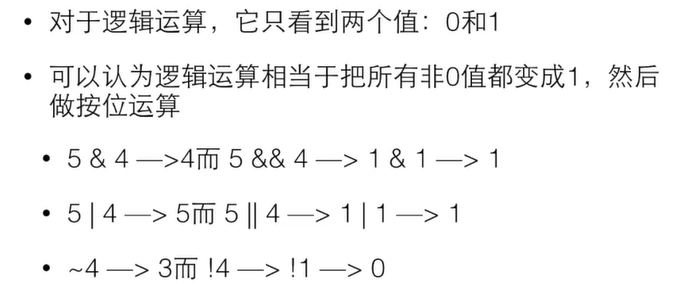 • 对于逻辑运算，它只看到两个值：0和1
• 可以认为逻辑运算相当于把所有非0值都变成1，然后
做按位运算
• 5 & 4 —>4而 5 && 4 —> 1 & 1 —> 1
• 5 | 4 —> 5而 5 || 4 —> 1 | 1 —> 1
• ~4 —> 3而 !4 —> !1 —> 0